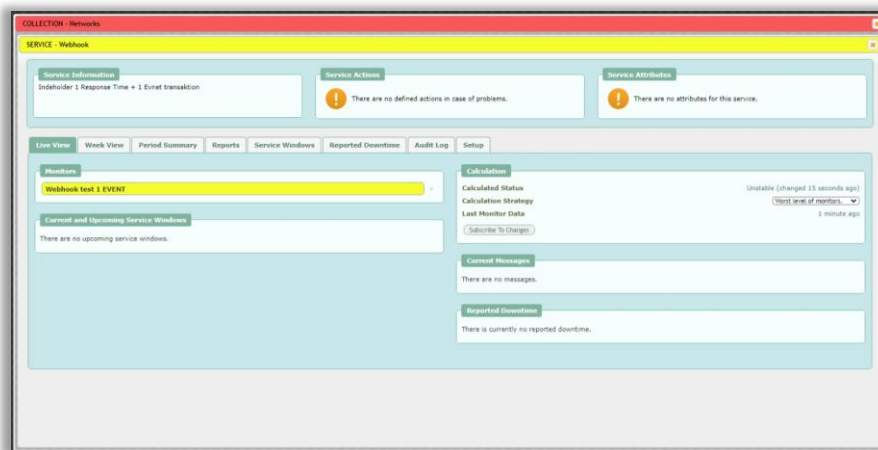 COLLECTION - Networks
SERVICE - Webhook
Service Information
Indeholder 1 Response Time + 1 Evnet transaktion
Service Actions
There are no defined actions in case of problems.
Service Attributes
There are no attributes for this service.
Live View Week View Period Summary Reports Service Windows Reported Downtime Audit Log Setup
Monitors
Webhook test 1 EVENT
Current and Upcoming Service Windows
There are no upcoming service windows.
Calculation
Calculated Status Unstable (changed 15 seconds ago)
Calculation Strategy Worst level of monitors.
Last Monitor Data 1 minute ago
Subscribe To Changes
Current Messages
There are no messages.
Reported Downtime
There is currently no reported downtime.